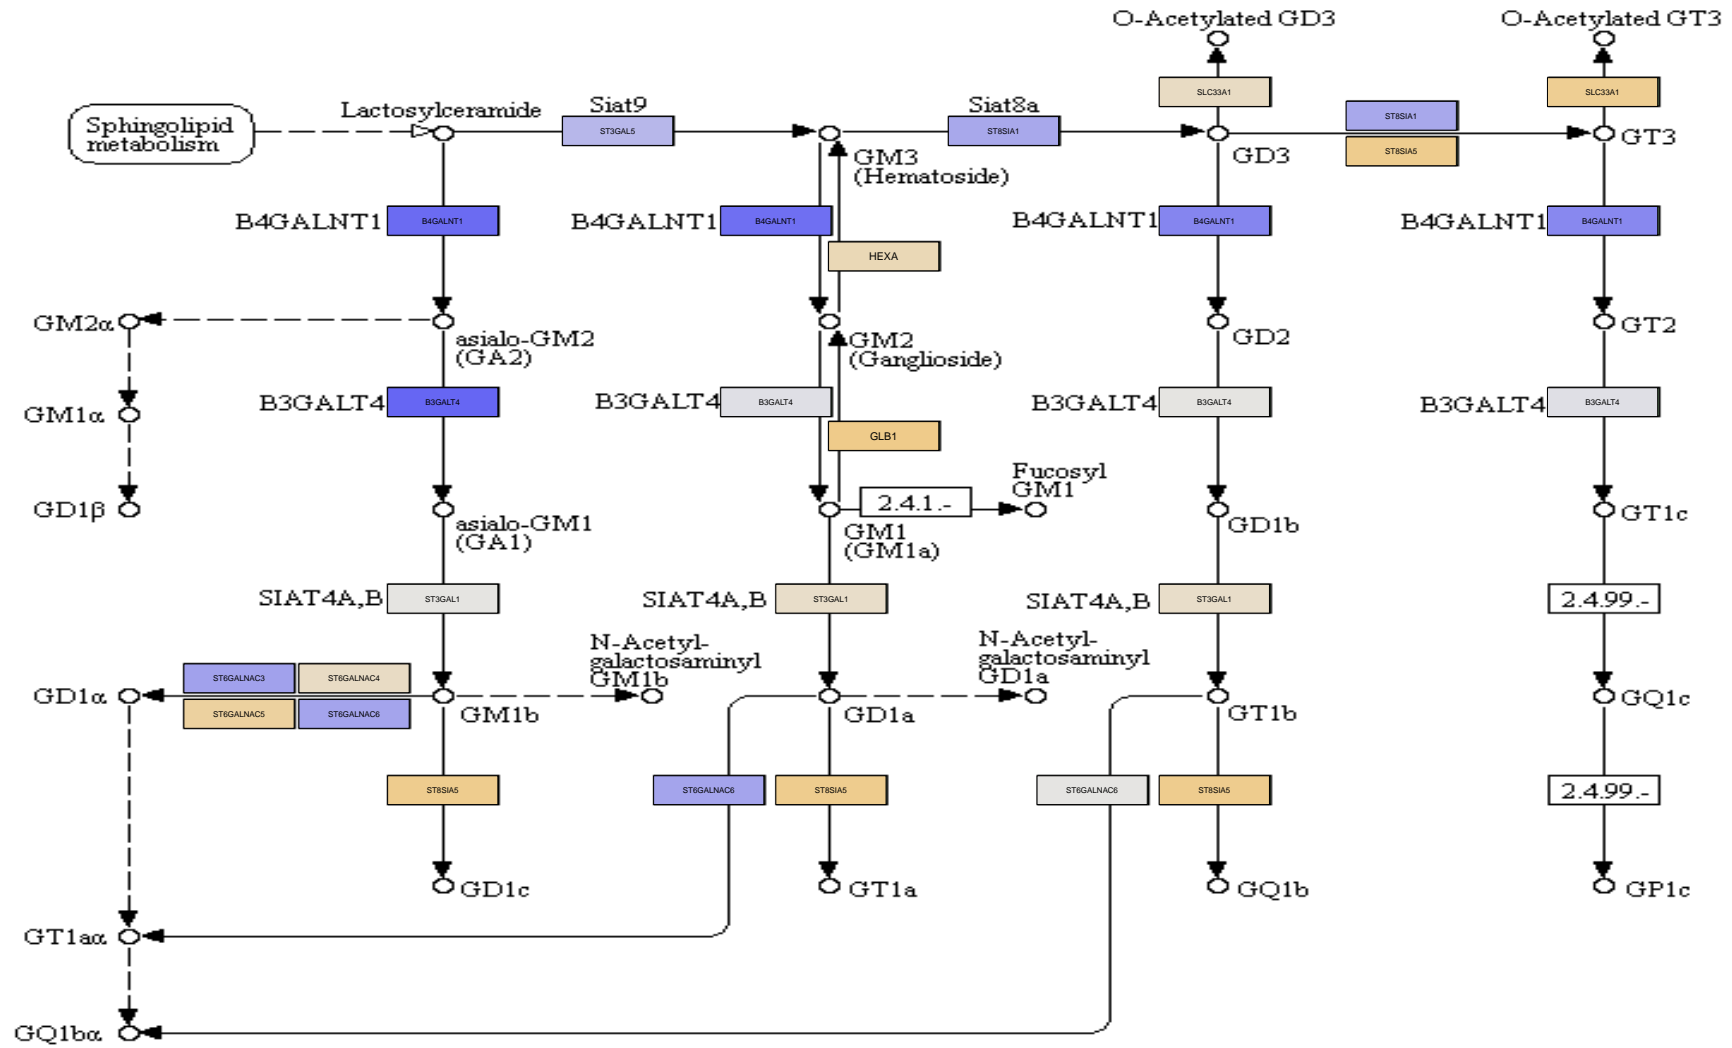 O-Acetylated GD3
O-Acetylated GT3
SLC33A1
SLC33A1
Sphingolipid
metabolism
Lactosylceramide
Siat9
ST3GAL5
Siat8a
ST8SIA1
ST8SIA1
ST8SIA5
GM3
(Hematoside)
GD3
GT3
B4GALNT1
B4GALNT1
B4GALNT1
B4GALNT1
B4GALNT1
B4GALNT1
B4GALNT1
B4GALNT1
HEXA
GM2α
asialo-GM2
(GA2)
GM2
(Ganglioside)
GD2
GT2
GM1α
B3GALT4
B3GALT4
B3GALT4
B3GALT4
B3GALT4
B3GALT4
B3GALT4
B3GALT4
GLB1
GD1β
asialo-GM1
(GA1)
2.4.1.-
Fucosyl
GM1
GM1
(GM1a)
GD1b
GT1c
SIAT4A,B
ST3GAL1
SIAT4A,B
ST3GAL1
SIAT4A,B
ST3GAL1
2.4.99.-
N-Acetyl-
galactosaminyl
GM1b
N-Acetyl-
galactosaminyl
GD1a
ST6GALNAC3
ST6GALNAC4
ST6GALNAC5
ST6GALNAC6
GD1α
GM1b
GD1a
GT1b
GQ1c
ST8SIA5
ST6GALNAC6
ST8SIA5
ST6GALNAC6
ST8SIA5
2.4.99.-
GD1c
GT1a
GQ1b
GP1c
GT1aα
GQ1bα